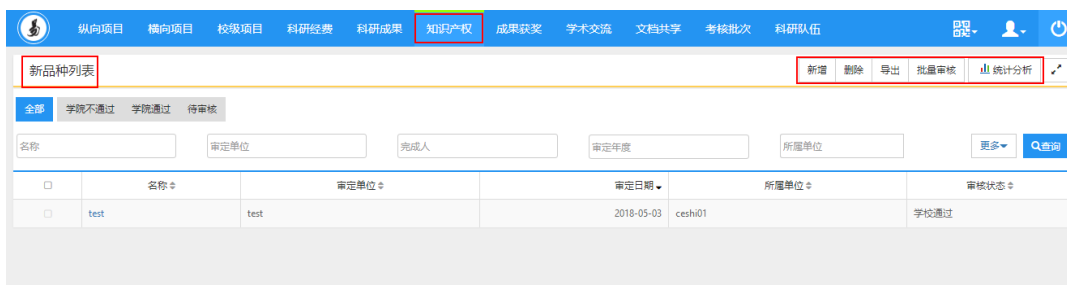 纵向项目 横向项目 校级项目 科研经费 科研成果 知识产权 成果获奖 学术交流 文档共享 考核批次 科研队伍
新品种列表 新增 删除 导出 批量审核 统计分析
全部 学院不通过 学院通过 待审核
名称 审定单位 完成人 审定年度 所属单位 更多 查询
名称 审定单位 审定日期 所属单位 审核状态
test test 2018-05-03 ceshi01 学校通过